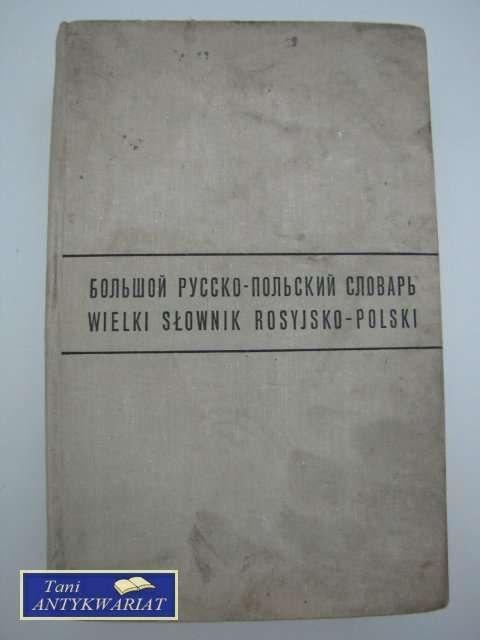 БОЛЬШОЙ РУССКО-ПОЛЬСКИЙ СЛОВАРЬ
WIELKI SŁOWNIK ROSYJSKO-POLSKI
Tani
ANTYKWARIAT